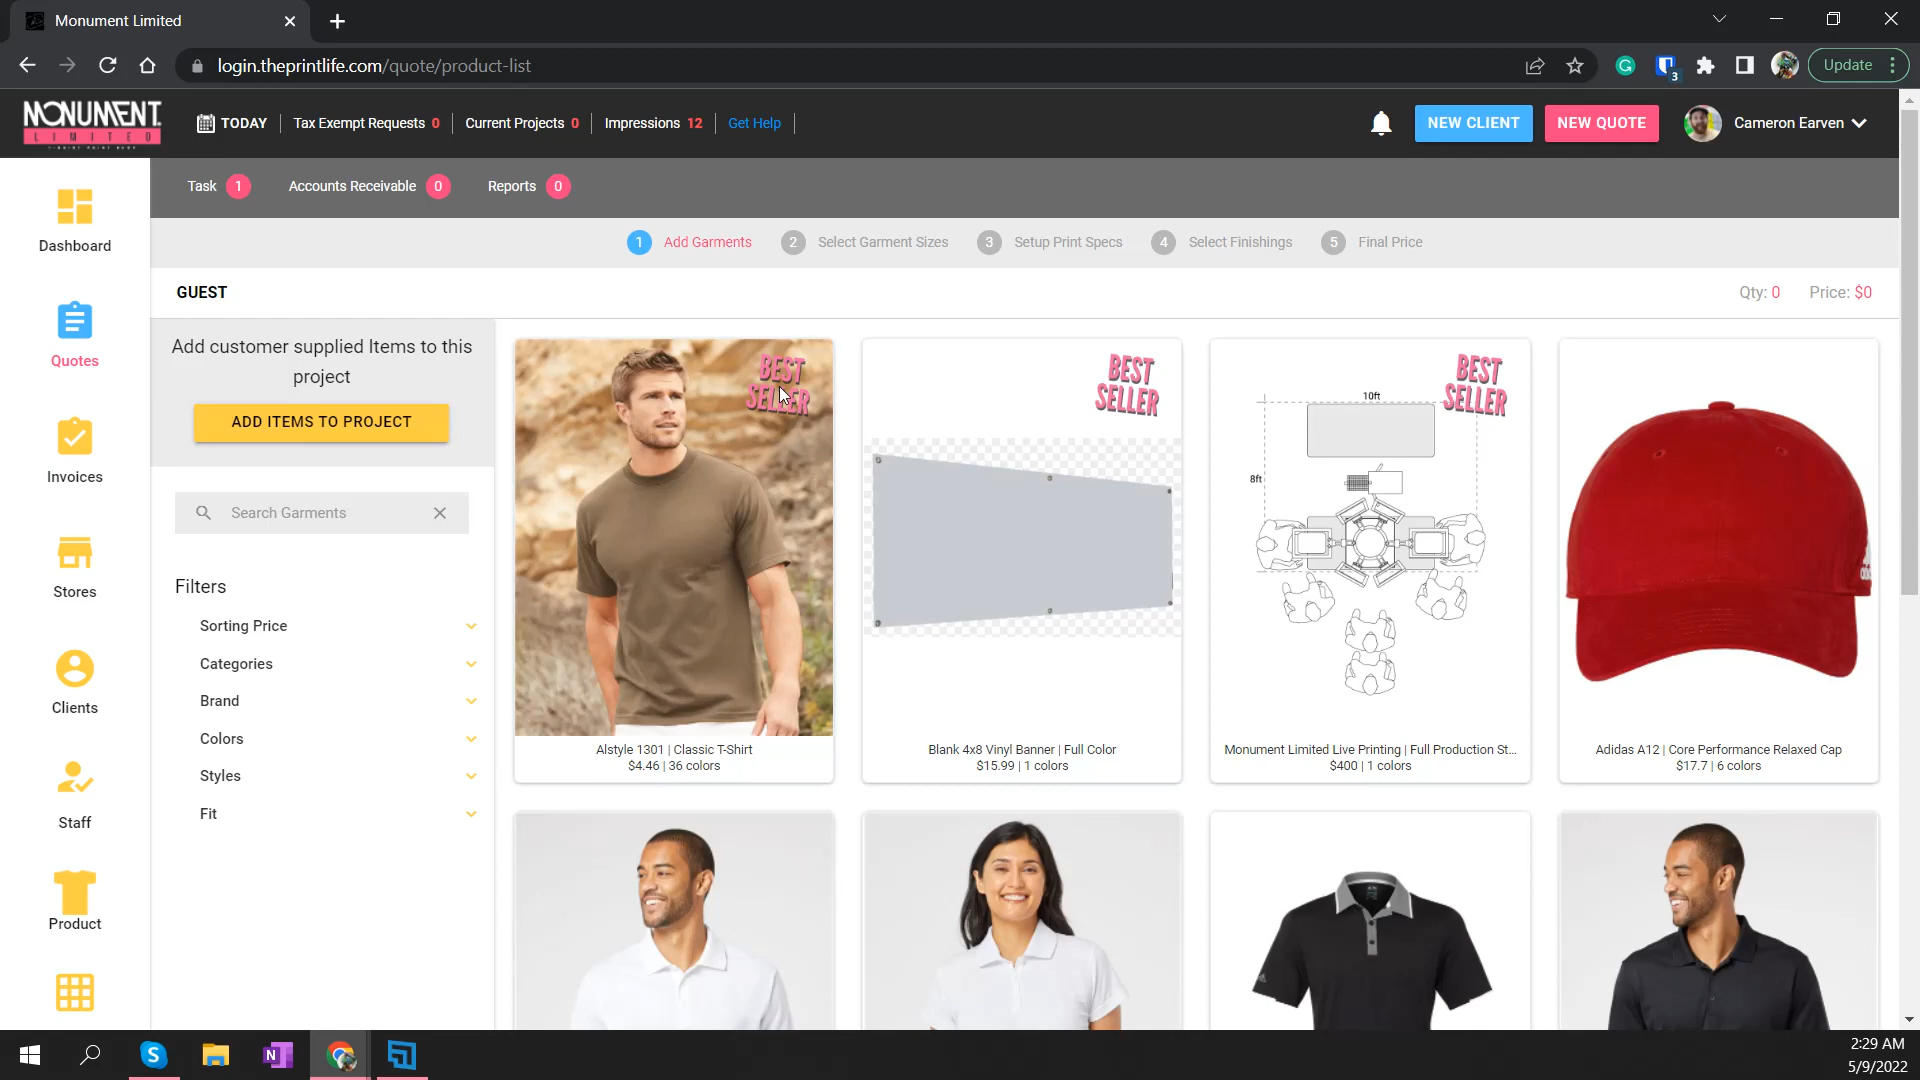 Monument Limited
login.theprintlife.com/quote/product-list
3
Update
MONUMENT
LIMITED
TODAY
Tax Exempt Requests 0
Current Projects 0
Impressions 12
Get Help
NEW CLIENT
NEW QUOTE
Cameron Earven
Task 1
Accounts Receivable 0
Reports 0
1 Add Garments
2 Select Garment Sizes
3 Setup Print Specs
4 Select Finishings
5 Final Price
GUEST
Qty: 0
Price: $0
Dashboard
Quotes
Invoices
Stores
Clients
Staff
Product
Add customer supplied Items to this
project
ADD ITEMS TO PROJECT
Search Garments
Filters
Sorting Price
Categories
Brand
Colors
Styles
Fit
BEST
SELLER
Alstyle 1301 | Classic T-Shirt
$4.46 | 36 colors
BEST
SELLER
Blank 4x8 Vinyl Banner | Full Color
$15.99 | 1 colors
BEST
SELLER
10ft
8ft
Monument Limited Live Printing | Full Production St...
$400 | 1 colors
Adidas A12 | Core Performance Relaxed Cap
$17.7 | 6 colors
2:29 AM
5/9/2022